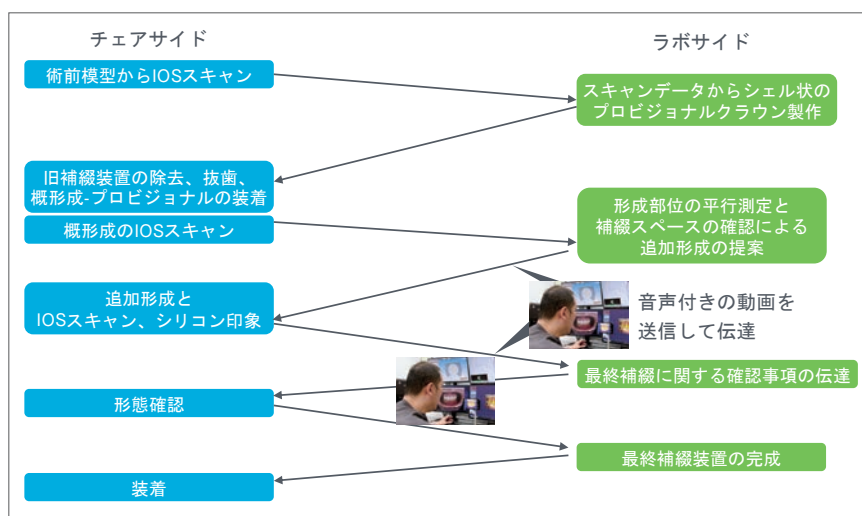 チェアサイド
ラボサイド
術前模型からIOSスキャン
スキャンデータからシェル状の
プロビジョナルクラウン製作
旧補綴装置の除去、抜歯、
概形成-プロビジョナルの装着
概形成のIOSスキャン
形成部位の平行測定と
補綴スペースの確認による
追加形成の提案
追加形成と
IOSスキャン、シリコン印象
音声付きの動画を
送信して伝達
最終補綴に関する確認事項の伝達
形態確認
最終補綴装置の完成
装着